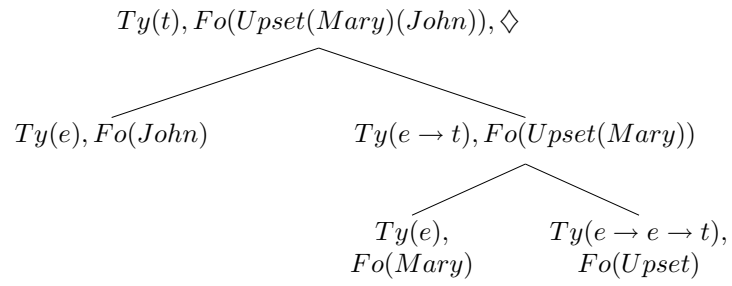 Ty(t), Fo(Upset(Mary)(John)), ◇
Ty(e), Fo(John)
Ty(e → t), Fo(Upset(Mary))
Ty(e),
Fo(Mary)
Ty(e → e → t),
Fo(Upset)